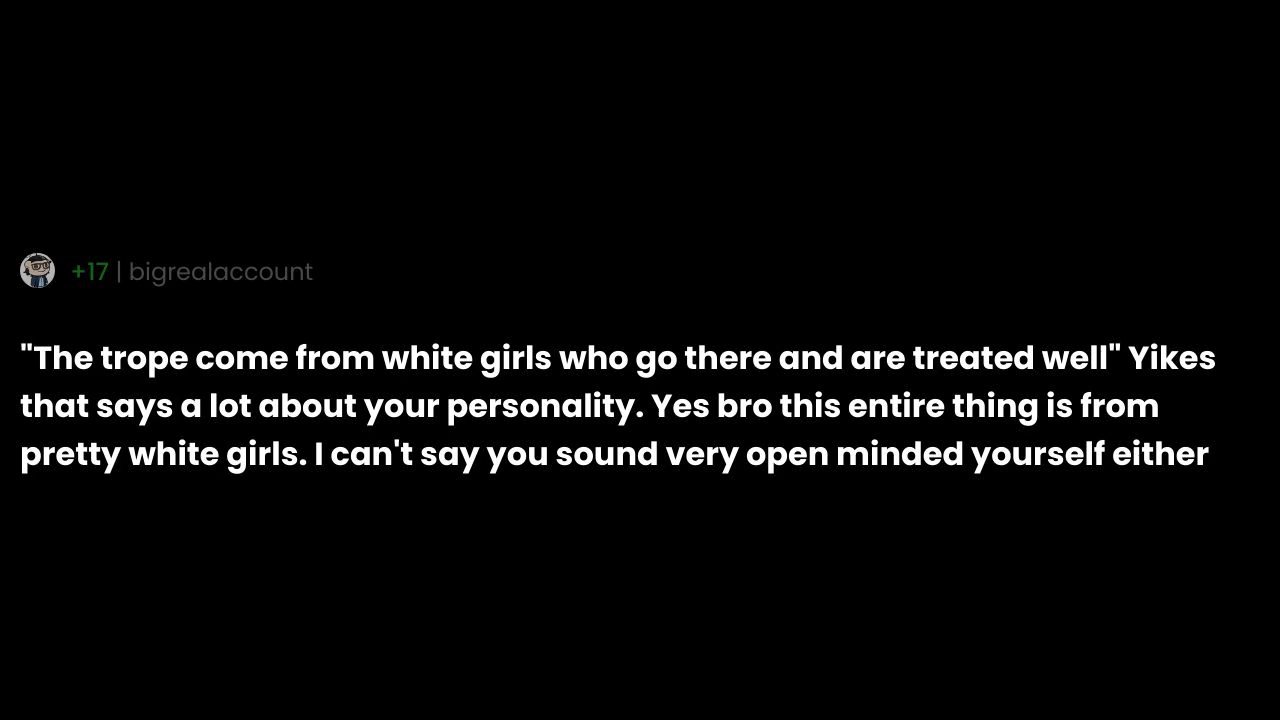 +17 | bigrealaccount
"The trope come from white girls who go there and are treated well" Yikes
that says a lot about your personality. Yes bro this entire thing is from
pretty white girls. I can't say you sound very open minded yourself either